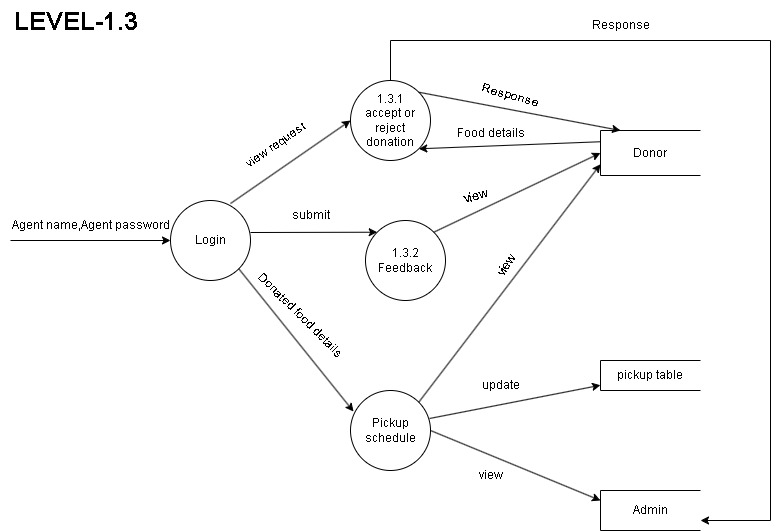 LEVEL-1.3
Response
1.3.1
accept or
reject
donation
Response
Food details
Donor
view request
Agent name,Agent password
Login
submit
1.3.2
Feedback
view
view
Donated food details
Pickup
schedule
update
pickup table
view
Admin